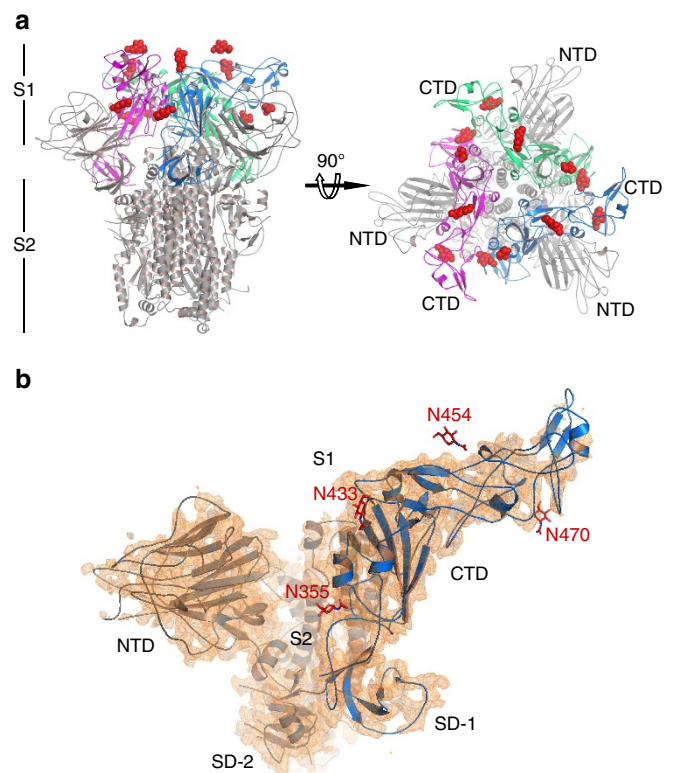 a
S1
S2
90°
NTD
CTD
CTD
NTD
CTD
NTD
b
N454
S1
N433
N470
CTD
N355
S2
NTD
SD-1
SD-2